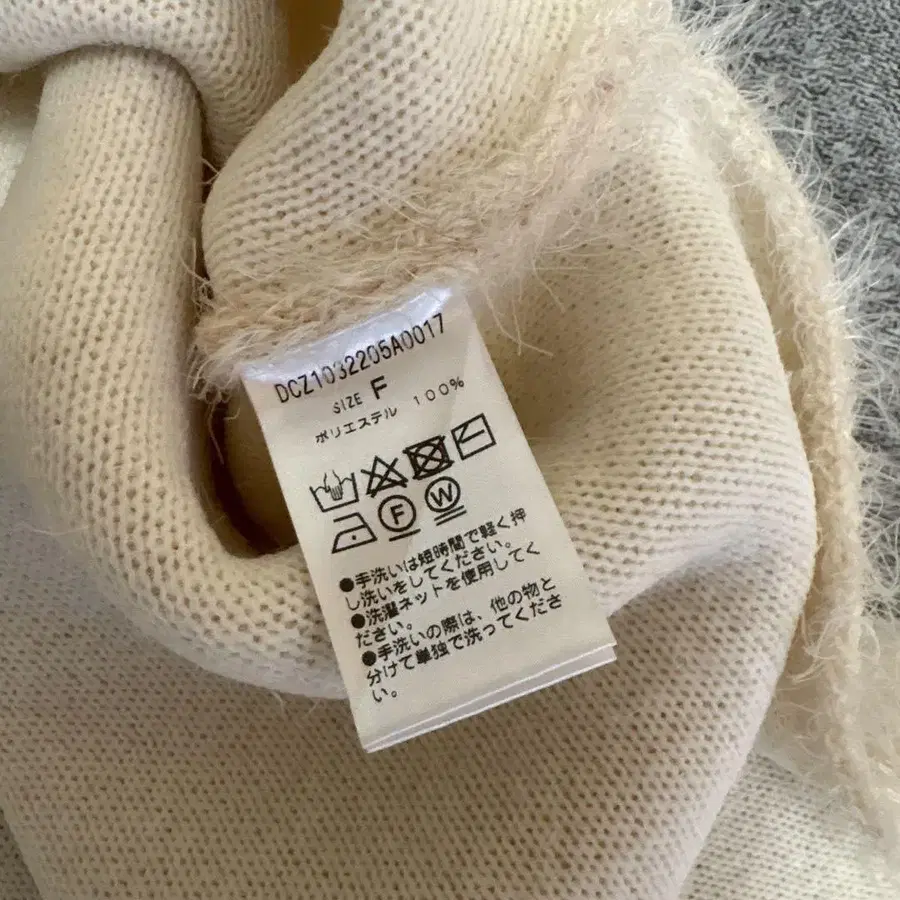 DCZ1032205A0017
SIZE F
ポリエステル 100%
F W
●手洗いは短時間で軽く押
し洗いをしてください。
●洗濯ネットを使用してく
ださい。
●手洗いの際は、他の物と
分けて単独で洗ってくださ
い。